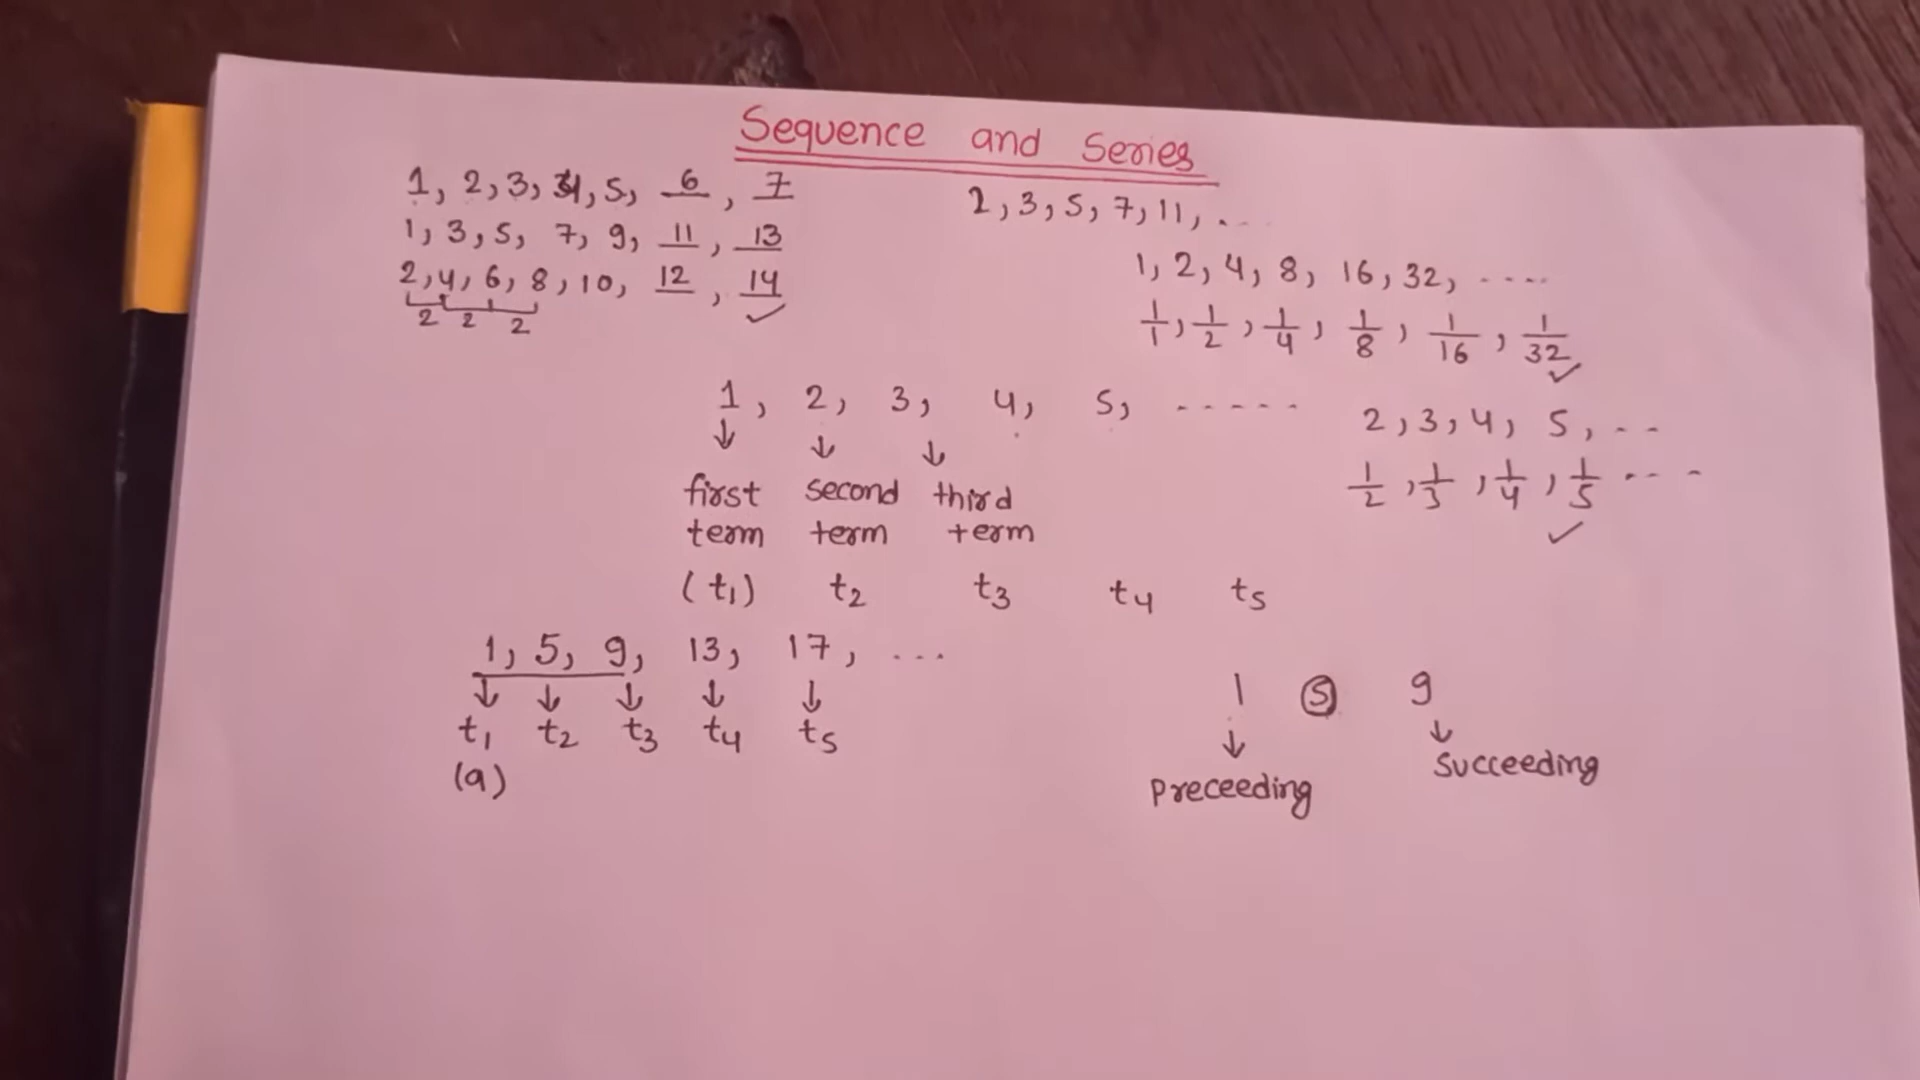 Sequence and Series
1, 2, 3, 4, 5, 6, 7
1, 3, 5, 7, 9, 11, 13
2, 4, 6, 8, 10, 12, 14 ✓
2 2 2
2, 3, 5, 7, 11, ...
1, 2, 4, 8, 16, 32, ....
1/1, 1/2, 1/4, 1/8, 1/16, 1/32 ✓
1, 2, 3, 4, 5, .....
↓ ↓ ↓
first second third
term term term
(t₁) t₂ t₃ t₄ t₅
2, 3, 4, 5, ..
1/2, 1/3, 1/4, 1/5 ... ✓
1, 5, 9, 13, 17, ...
↓ ↓ ↓ ↓ ↓
t₁ t₂ t₃ t₄ t₅
(a)
1 5 9
↓ ↓
Preceeding Succeeding